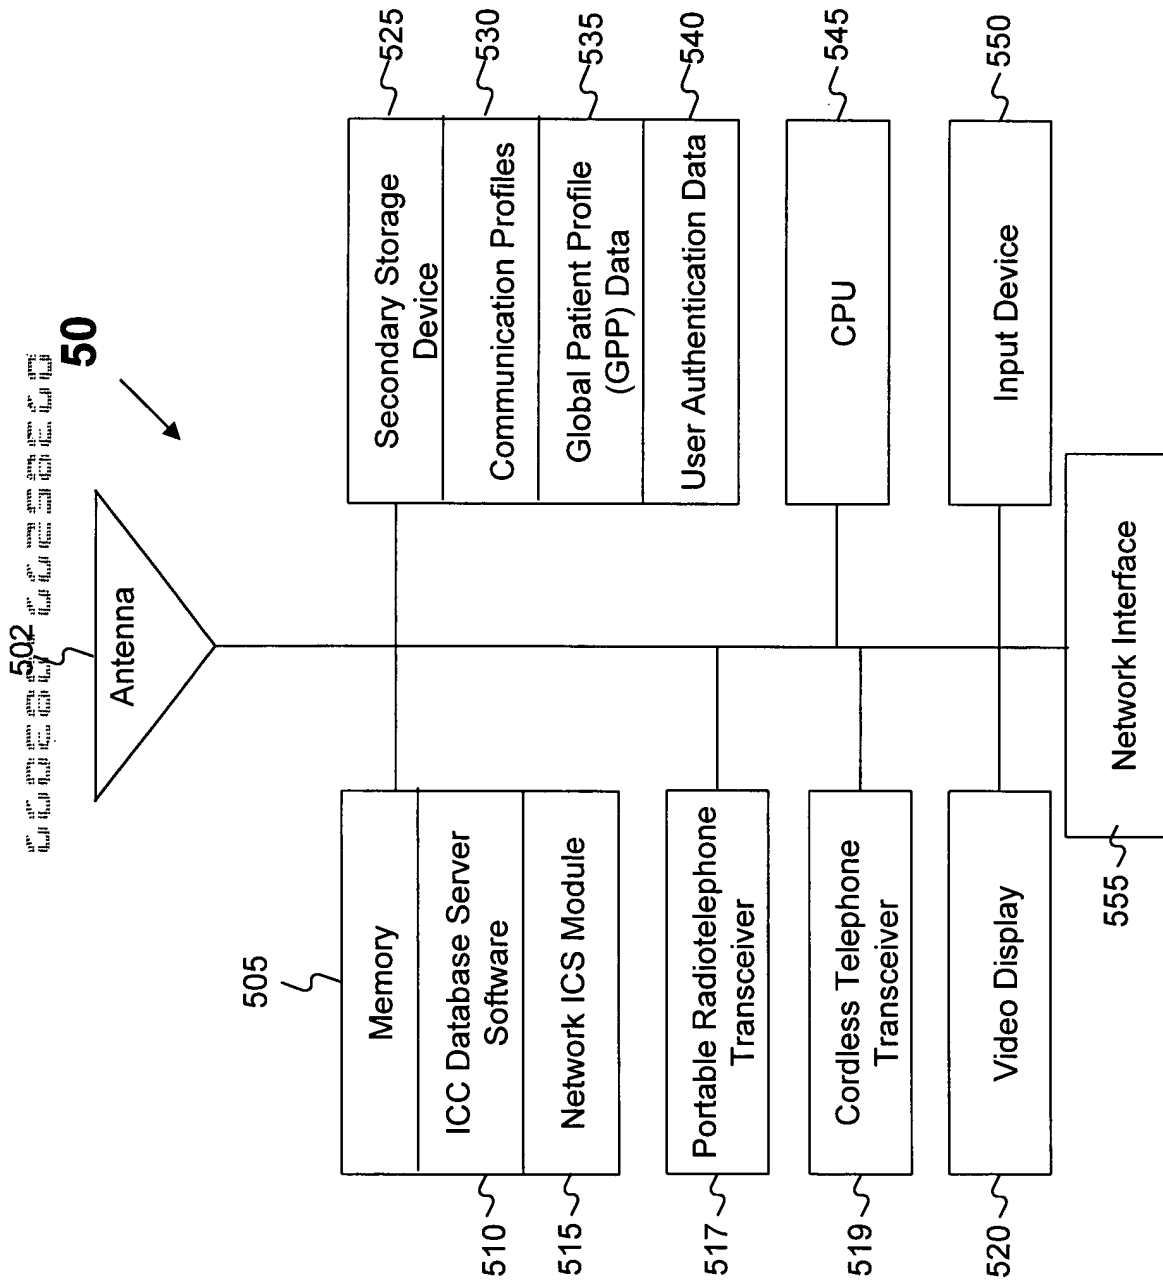 502
50
Antenna
505
Memory
510
ICC Database Server
Software
515
Network ICS Module
525
Secondary Storage
Device
530
Communication Profiles
535
Global Patient Profile
(GPP) Data
540
User Authentication Data
517
Portable Radiotelephone
Transceiver
519
Cordless Telephone
Transceiver
545
CPU
520
Video Display
550
Input Device
555
Network Interface